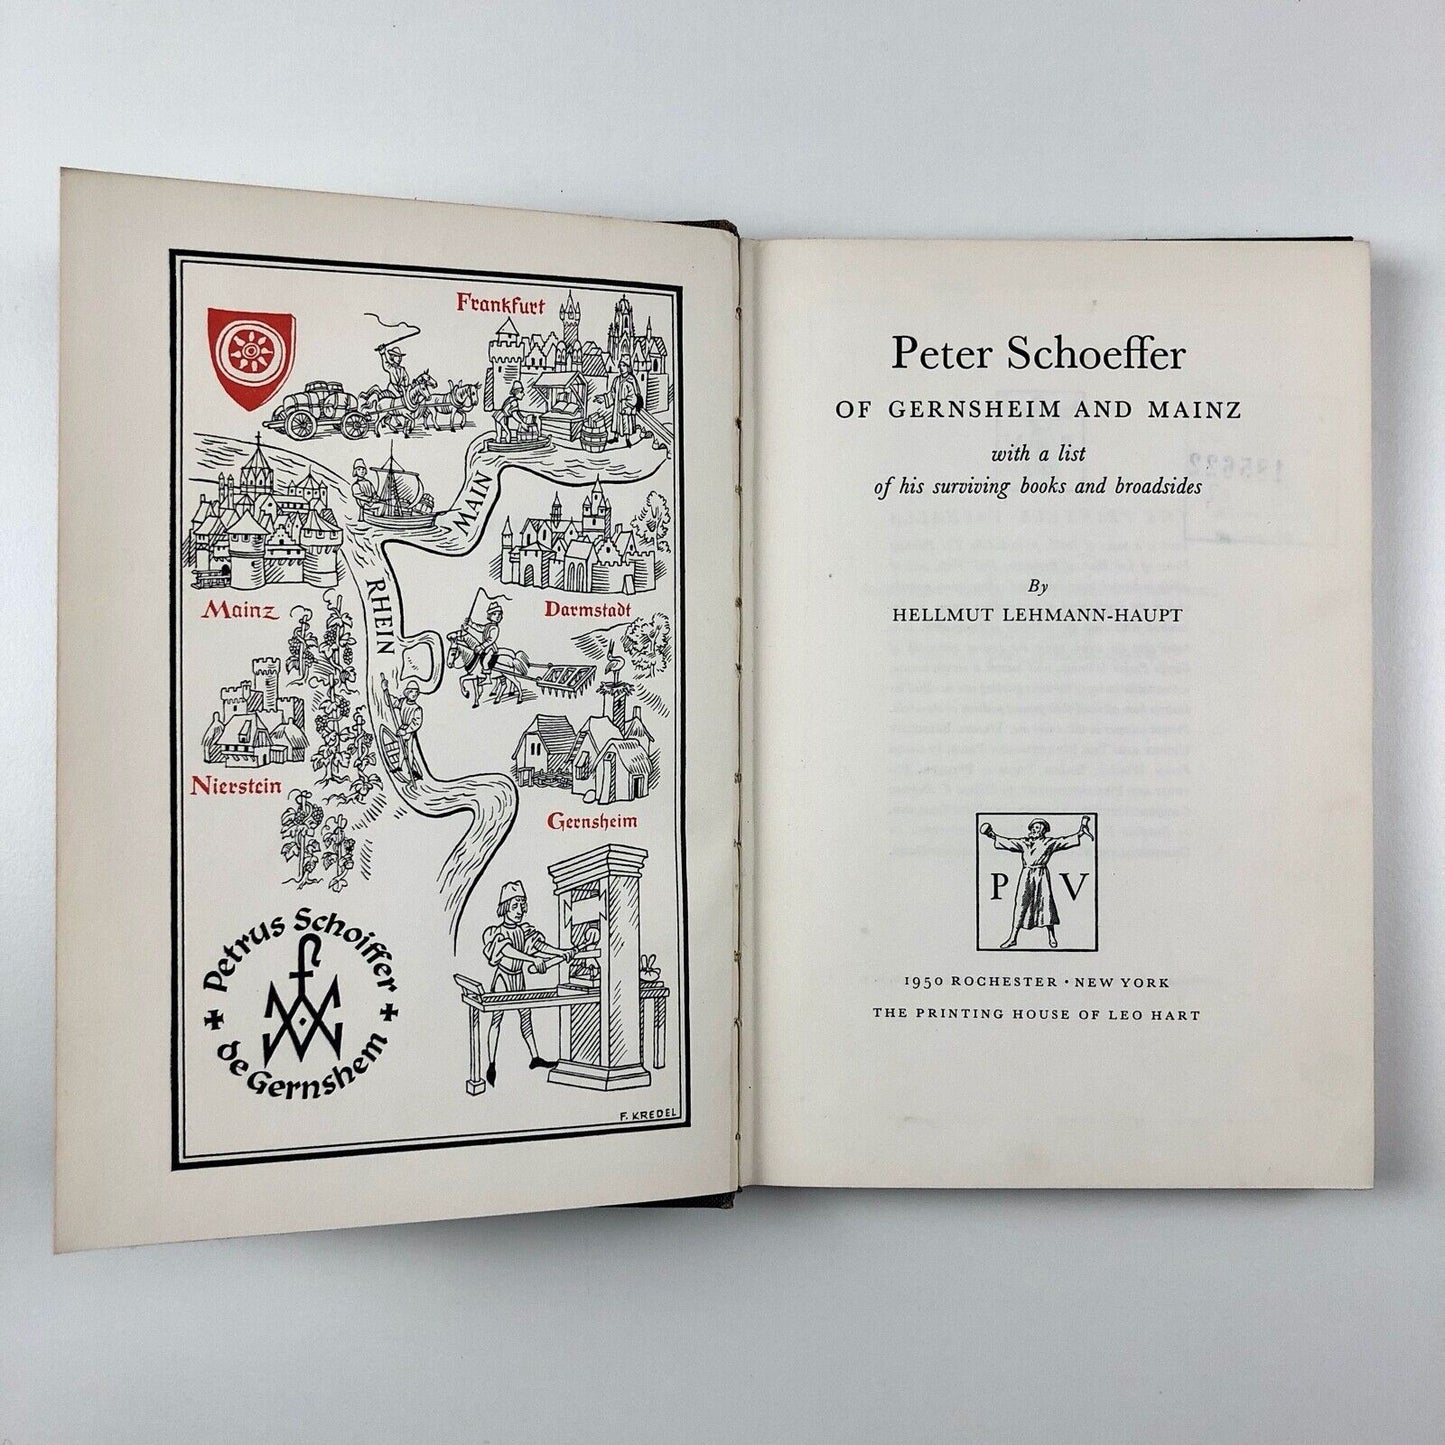 Frankfurt
MAIN
RHEIN
Mainz
Darmstadt
Nierstein
Gernsheim
Petrus Schoiffer
de Gernshem
F. KREDEL
Peter Schoeffer
OF GERNSHEIM AND MAINZ
with a list
of his surviving books and broadsides
By
HELLMUT LEHMANN-HAUPT
P V
1950 ROCHESTER · NEW YORK
THE PRINTING HOUSE OF LEO HART